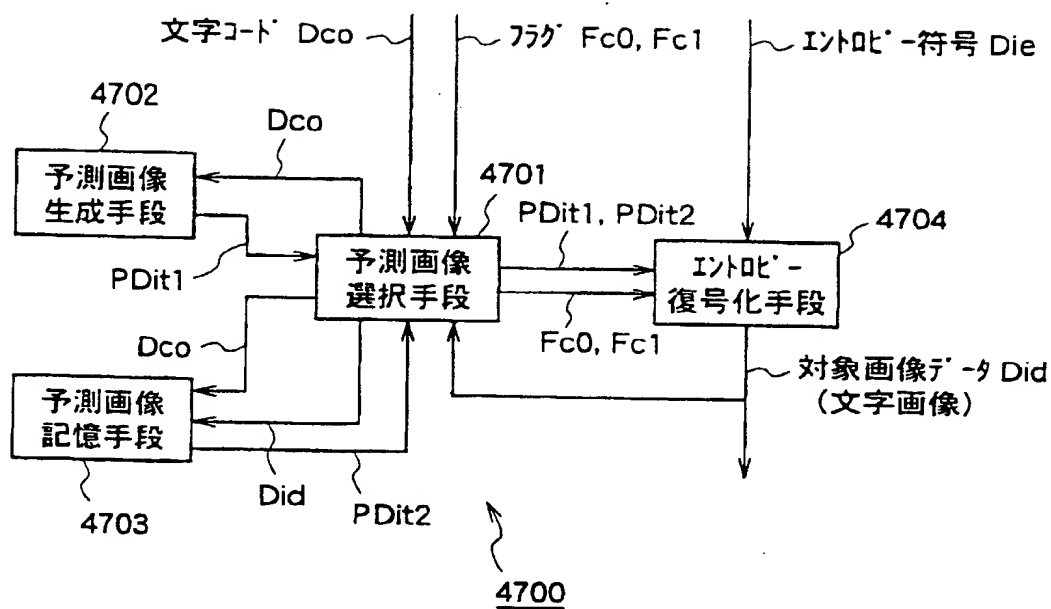 文字ｺｰﾄﾞ Dco
ﾌﾗｸﾞ Fc0, Fc1
ｴﾝﾄﾛﾋﾟｰ符号 Die
4702
Dco
予測画像
生成手段
4701
PDit1, PDit2
4704
PDit1
予測画像
選択手段
ｴﾝﾄﾛﾋﾟｰ
復号化手段
Dco
Fc0, Fc1
対象画像ﾃﾞｰﾀ Did
(文字画像)
予測画像
記憶手段
Did
PDit2
4703
4700